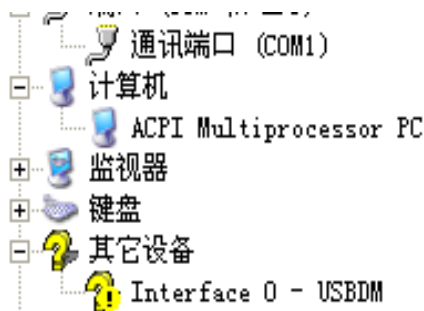 通讯端口 (COM1)
计算机
ACPI Multiprocessor PC
监视器
键盘
其它设备
Interface 0 - USBDM